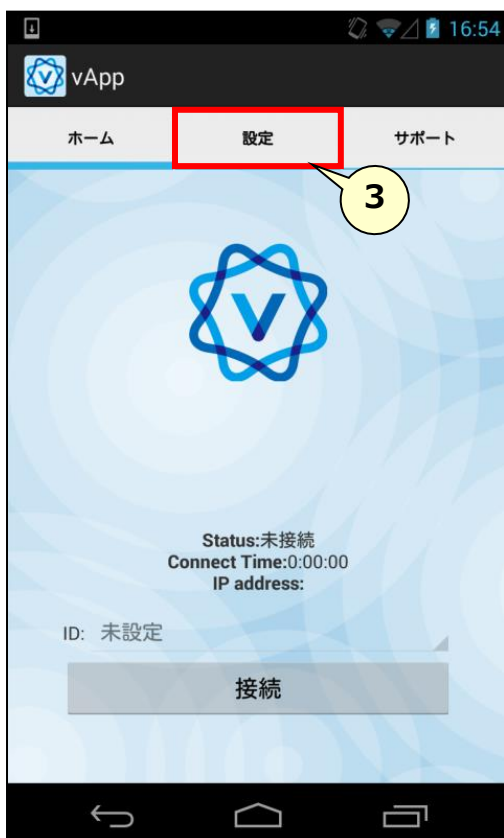 16:54
vApp
ホーム 設定 サポート
3
V
Status:未接続
Connect Time:0:00:00
IP address:
ID: 未設定
接続